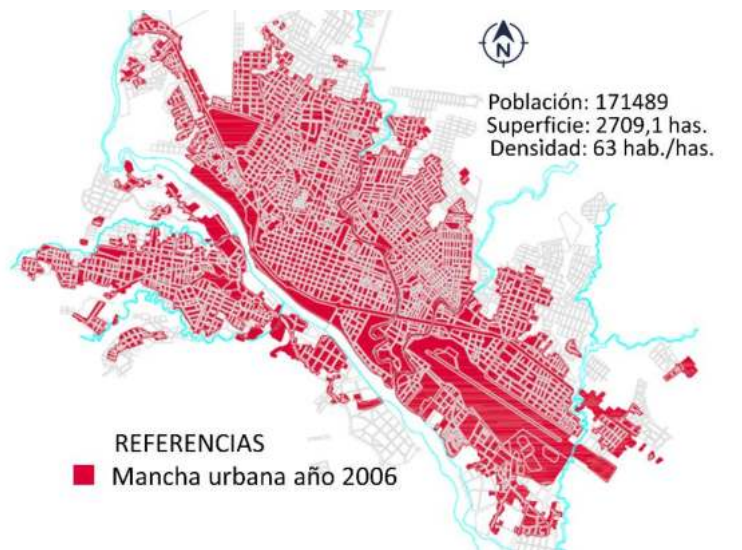 N
Población: 171489
Superficie: 2709,1 has.
Densidad: 63 hab./has.
REFERENCIAS
Mancha urbana año 2006